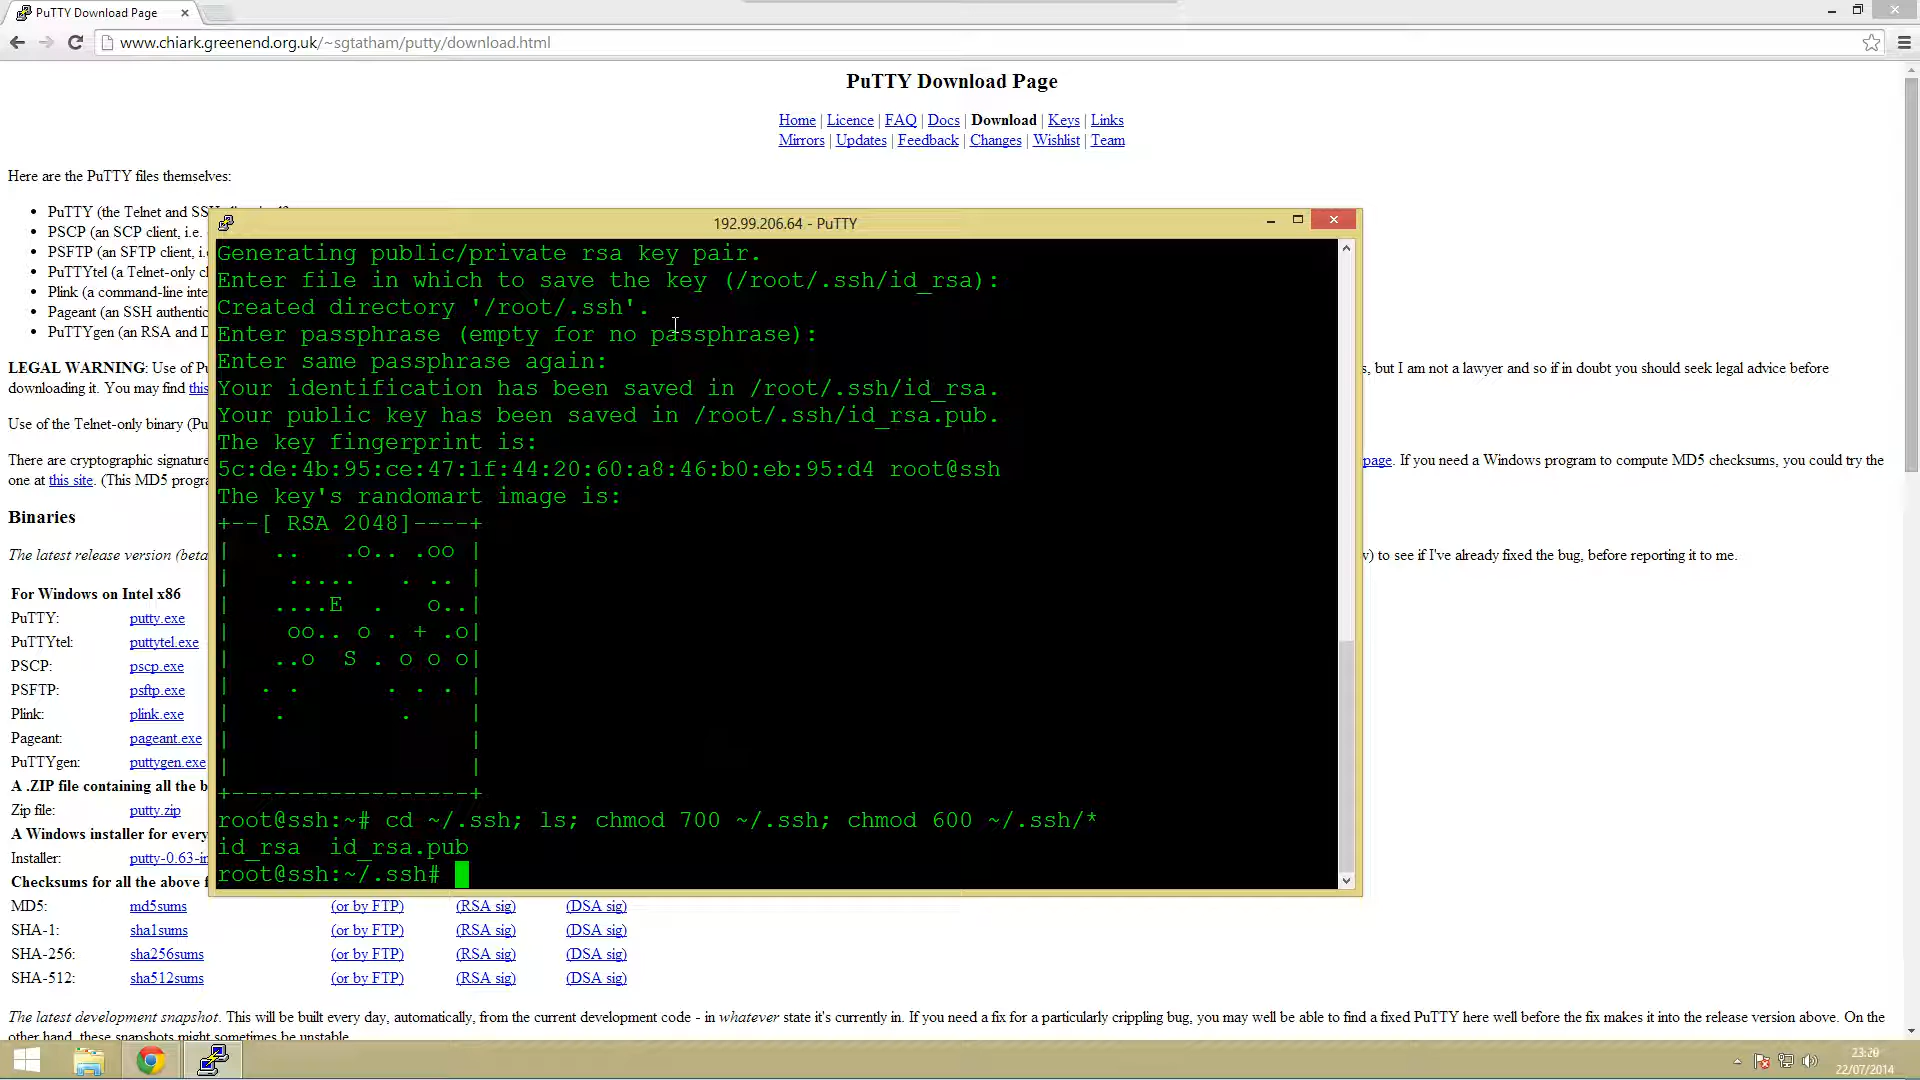 PuTTY Download Page
www.chiark.greenend.org.uk/~sgtatham/putty/download.html
PuTTY Download Page
Home | Licence | FAQ | Docs | Download | Keys | Links
Mirrors | Updates | Feedback | Changes | Wishlist | Team
Here are the PuTTY files themselves:
PuTTY (the Telnet and SSH
PSCP (an SCP client, i.e.
PSFTP (an SFTP client, i.
PuTTYtel (a Telnet-only cl
Plink (a command-line inte
Pageant (an SSH authentic
PuTTYgen (an RSA and D
LEGAL WARNING: Use of Pu
s, but I am not a lawyer and so if in doubt you should seek legal advice before
downloading it. You may find this
Use of the Telnet-only binary (Pu
There are cryptographic signature
page. If you need a Windows program to compute MD5 checksums, you could try the
one at this site. (This MD5 progra
Binaries
The latest release version (beta
v) to see if I've already fixed the bug, before reporting it to me.
For Windows on Intel x86
PuTTY: putty.exe
PuTTYtel: puttytel.exe
PSCP: pscp.exe
PSFTP: psftp.exe
Plink: plink.exe
Pageant: pageant.exe
PuTTYgen: puttygen.exe
A .ZIP file containing all the b
Zip file: putty.zip
A Windows installer for every
Installer: putty-0.63-in
Checksums for all the above f
MD5: md5sums (or by FTP) (RSA sig) (DSA sig)
SHA-1: sha1sums (or by FTP) (RSA sig) (DSA sig)
SHA-256: sha256sums (or by FTP) (RSA sig) (DSA sig)
SHA-512: sha512sums (or by FTP) (RSA sig) (DSA sig)
The latest development snapshot. This will be built every day, automatically, from the current development code - in whatever state it's currently in. If you need a fix for a particularly crippling bug, you may well be able to find a fixed PuTTY here well before the fix makes it into the release version above. On the
other hand, these snapshots might sometimes be unstable.
192.99.206.64 - PuTTY
Generating public/private rsa key pair.
Enter file in which to save the key (/root/.ssh/id_rsa):
Created directory '/root/.ssh'.
Enter passphrase (empty for no passphrase):
Enter same passphrase again:
Your identification has been saved in /root/.ssh/id_rsa.
Your public key has been saved in /root/.ssh/id_rsa.pub.
The key fingerprint is:
5c:de:4b:95:ce:47:1f:44:20:60:a8:46:b0:eb:95:d4 root@ssh
The key's randomart image is:
+--[ RSA 2048]----+
|   ..   .o.. .oo |
|    .....   . .. |
|   ....E  .   o..|
|    oo.. o . + .o|
|   ..o  S . o o o|
|  . .      . . . |
|   .        .    |
|                 |
|                 |
+-----------------+
root@ssh:~# cd ~/.ssh; ls; chmod 700 ~/.ssh; chmod 600 ~/.ssh/*
id_rsa  id_rsa.pub
root@ssh:~/.ssh#
23:20
22/07/2014